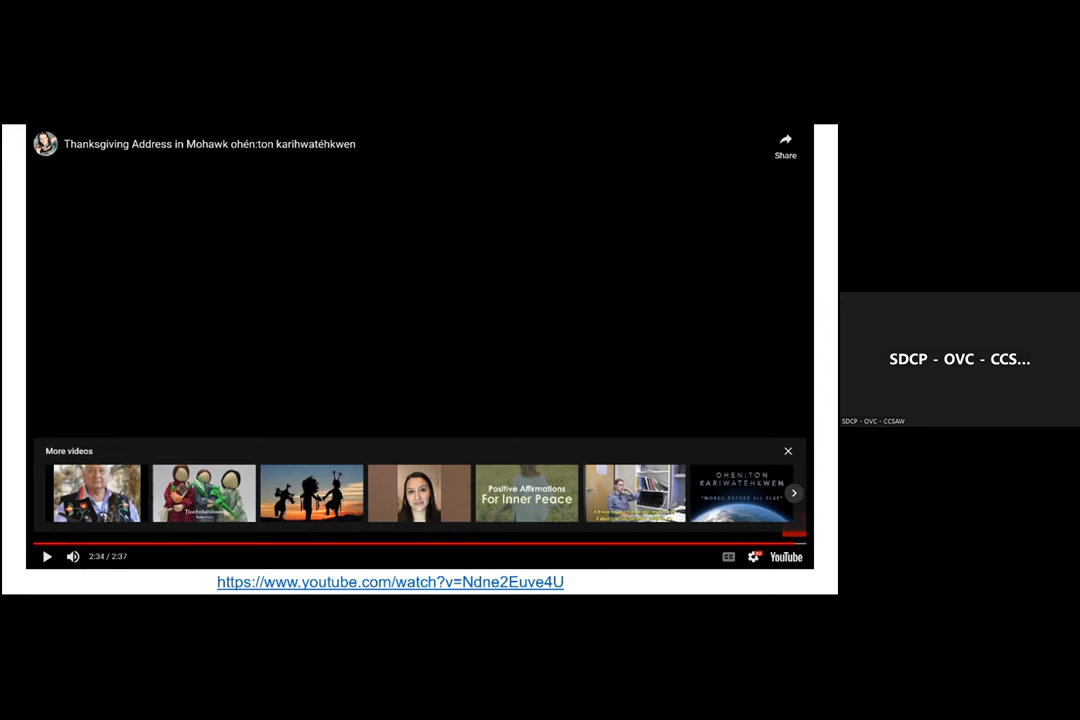 Thanksgiving Address in Mohawk ohén:ton karihwatéhkwen
Share
More videos
Positive Affirmations
For Inner Peace
OHEN:TON
KARIWATEHKWEN
"WORDS BEFORE ALL ELSE"
2:34 / 2:37
CC
YouTube
https://www.youtube.com/watch?v=Ndne2Euve4U
SDCP - OVC - CCS...
SDCP - OVC - CCSAW